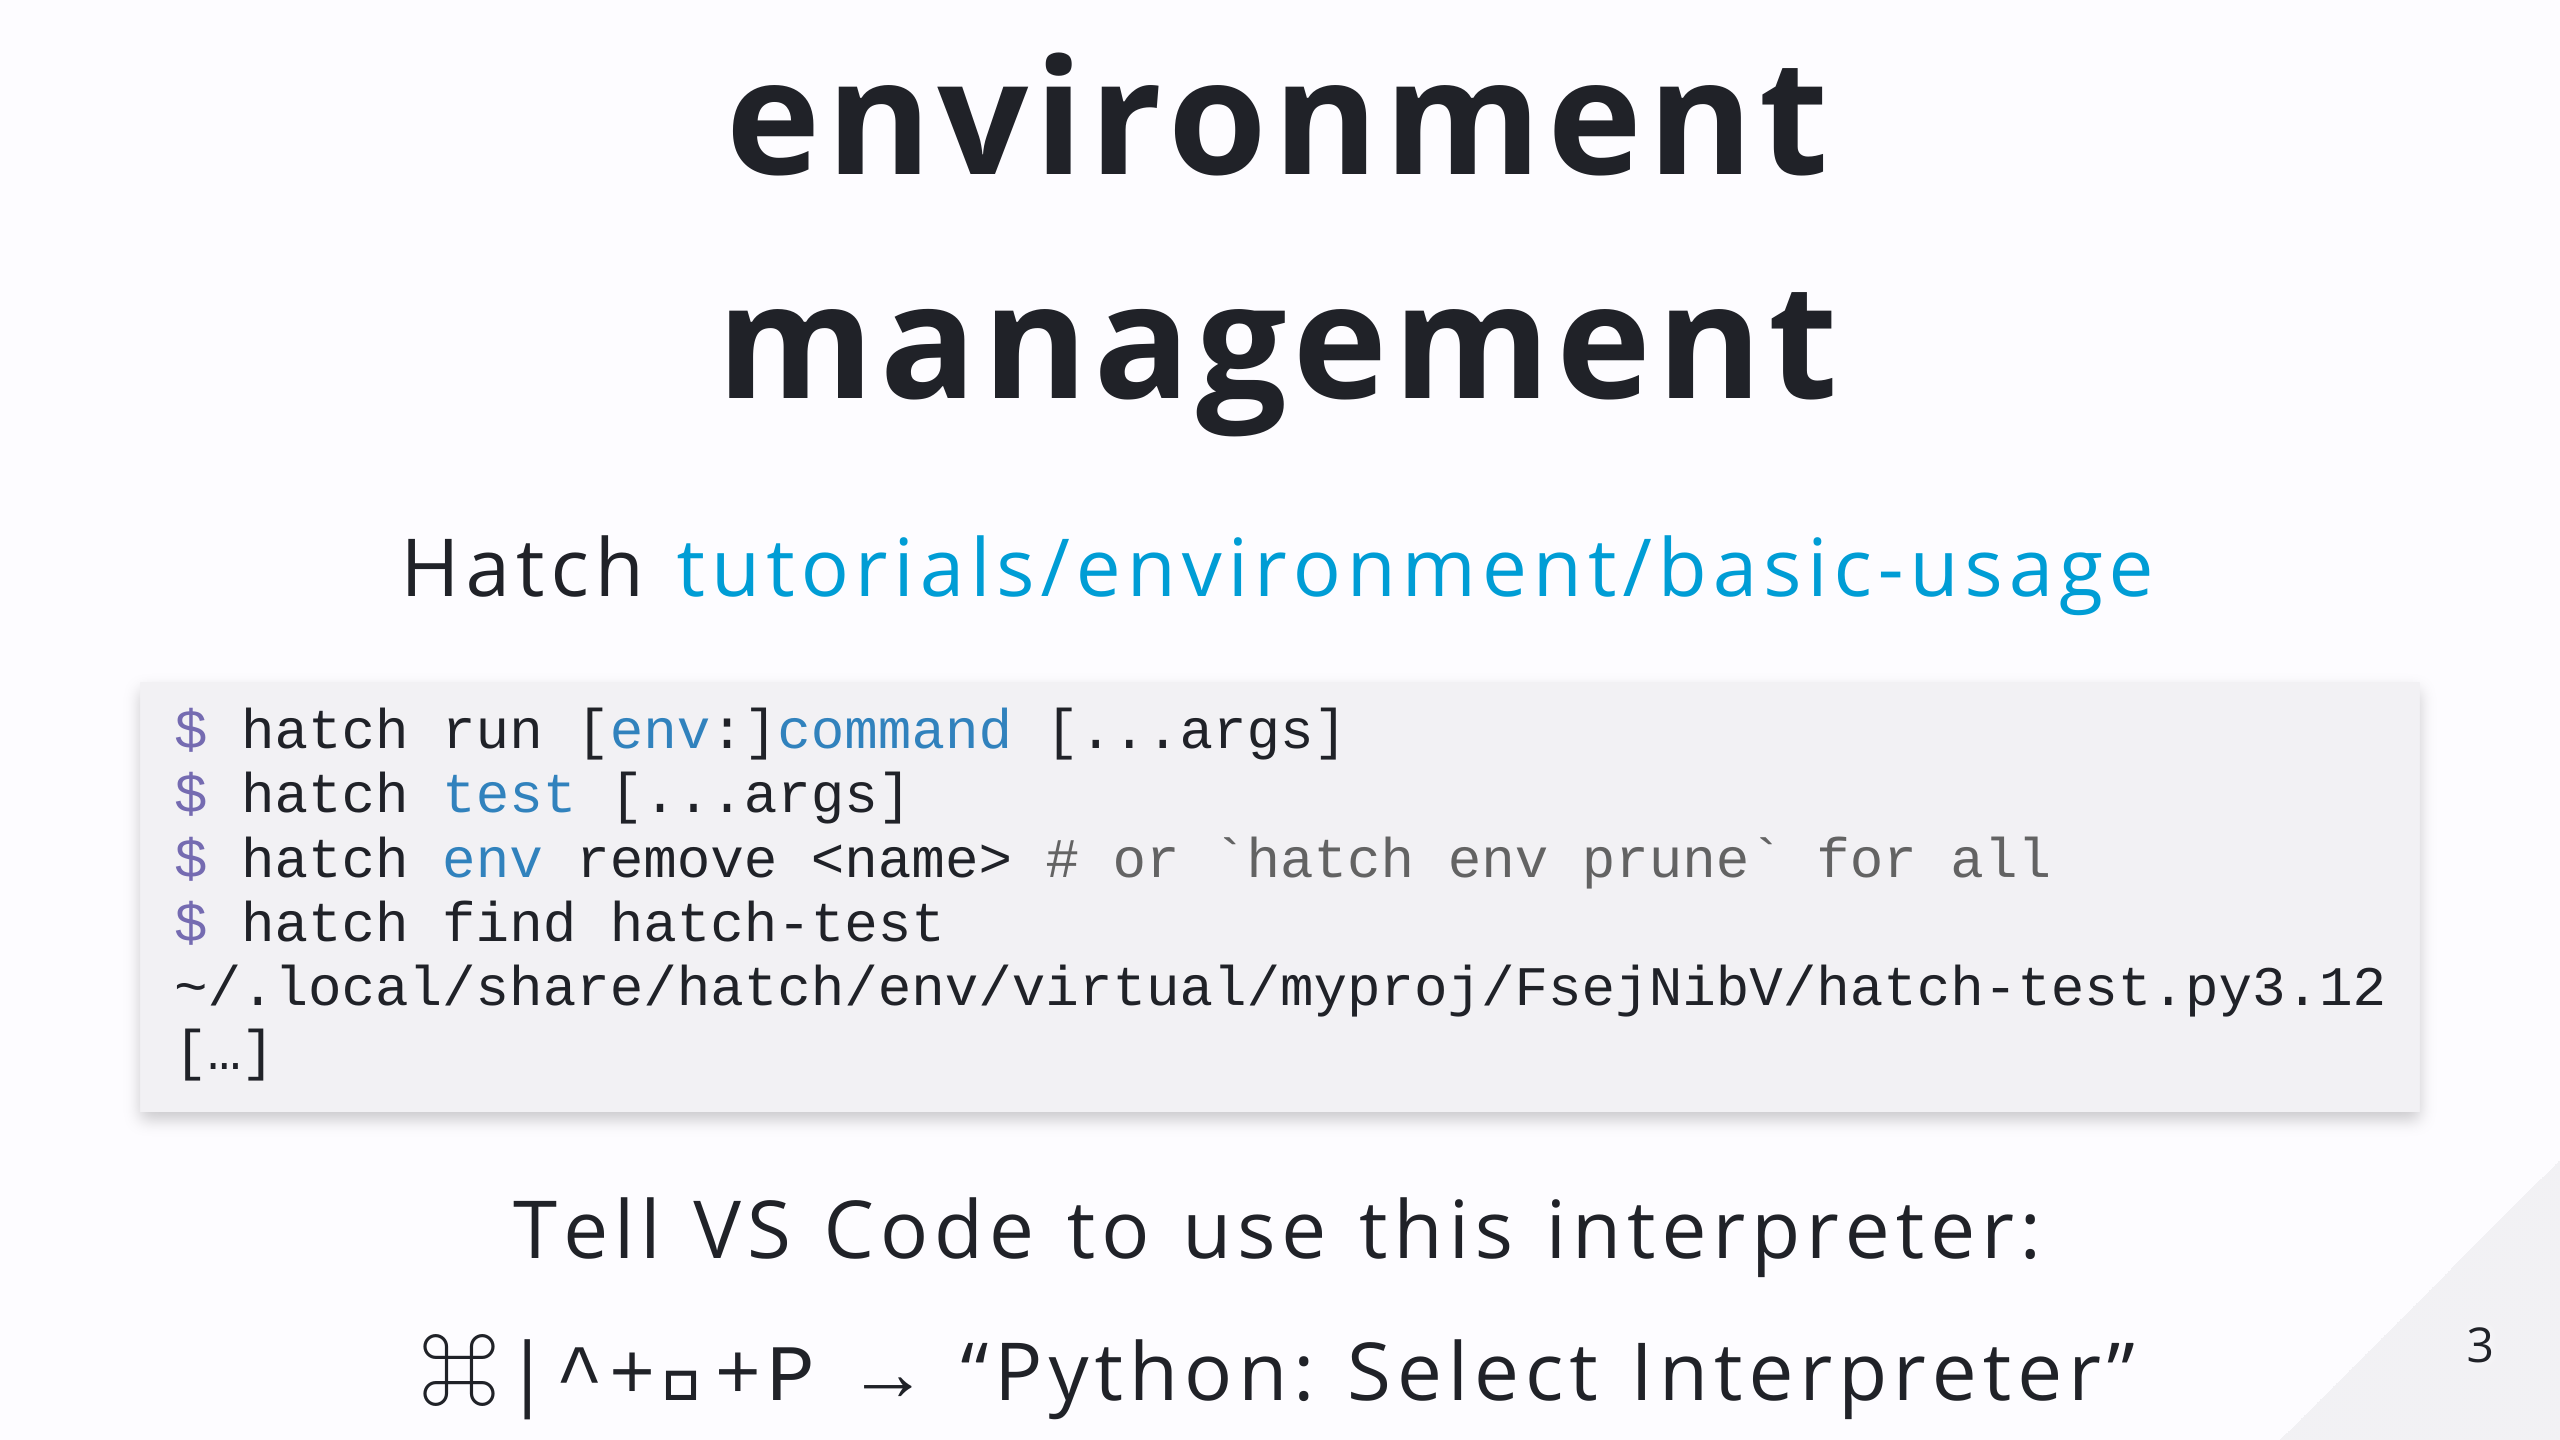 environment
management
Hatch tutorials/environment/basic-usage
$ hatch run [env:]command [...args]
$ hatch test [...args]
$ hatch env remove <name> # or `hatch env prune` for all
$ hatch find hatch-test
~/.local/share/hatch/env/virtual/myproj/FsejNibV/hatch-test.py3.12
[…]
Tell VS Code to use this interpreter:
⌘|^+▫+P → “Python: Select Interpreter”
3